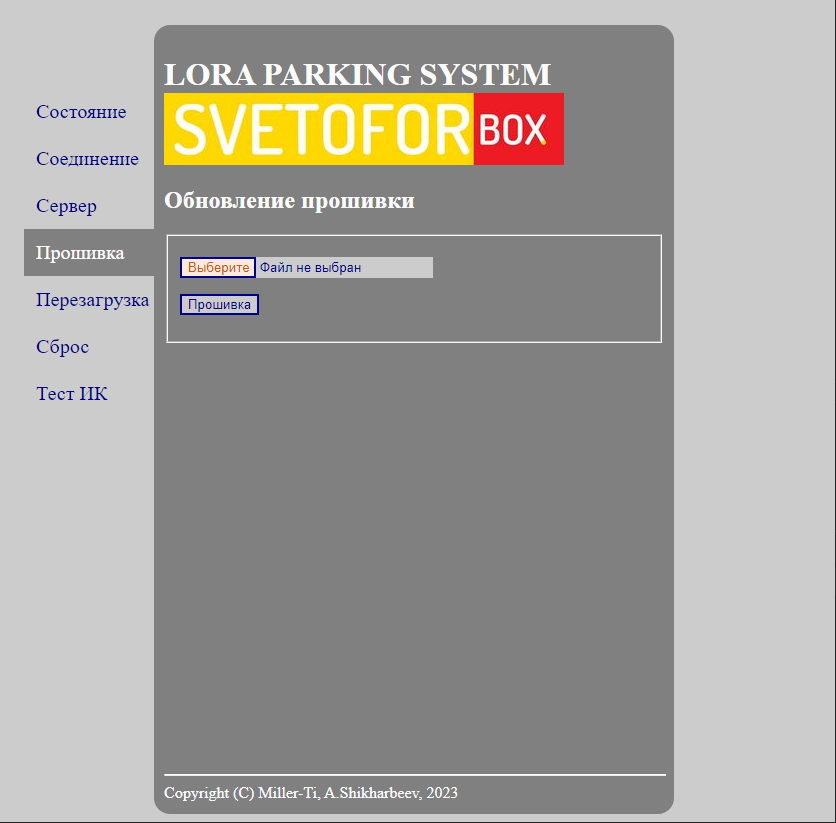 LORA PARKING SYSTEM
SVETOFOR BOX
Состояние
Соединение
Сервер
Прошивка
Перезагрузка
Сброс
Тест ИК
Обновление прошивки
Выберите Файл не выбран
Прошивка
Copyright (C) Miller-Ti, A.Shikharbeev, 2023